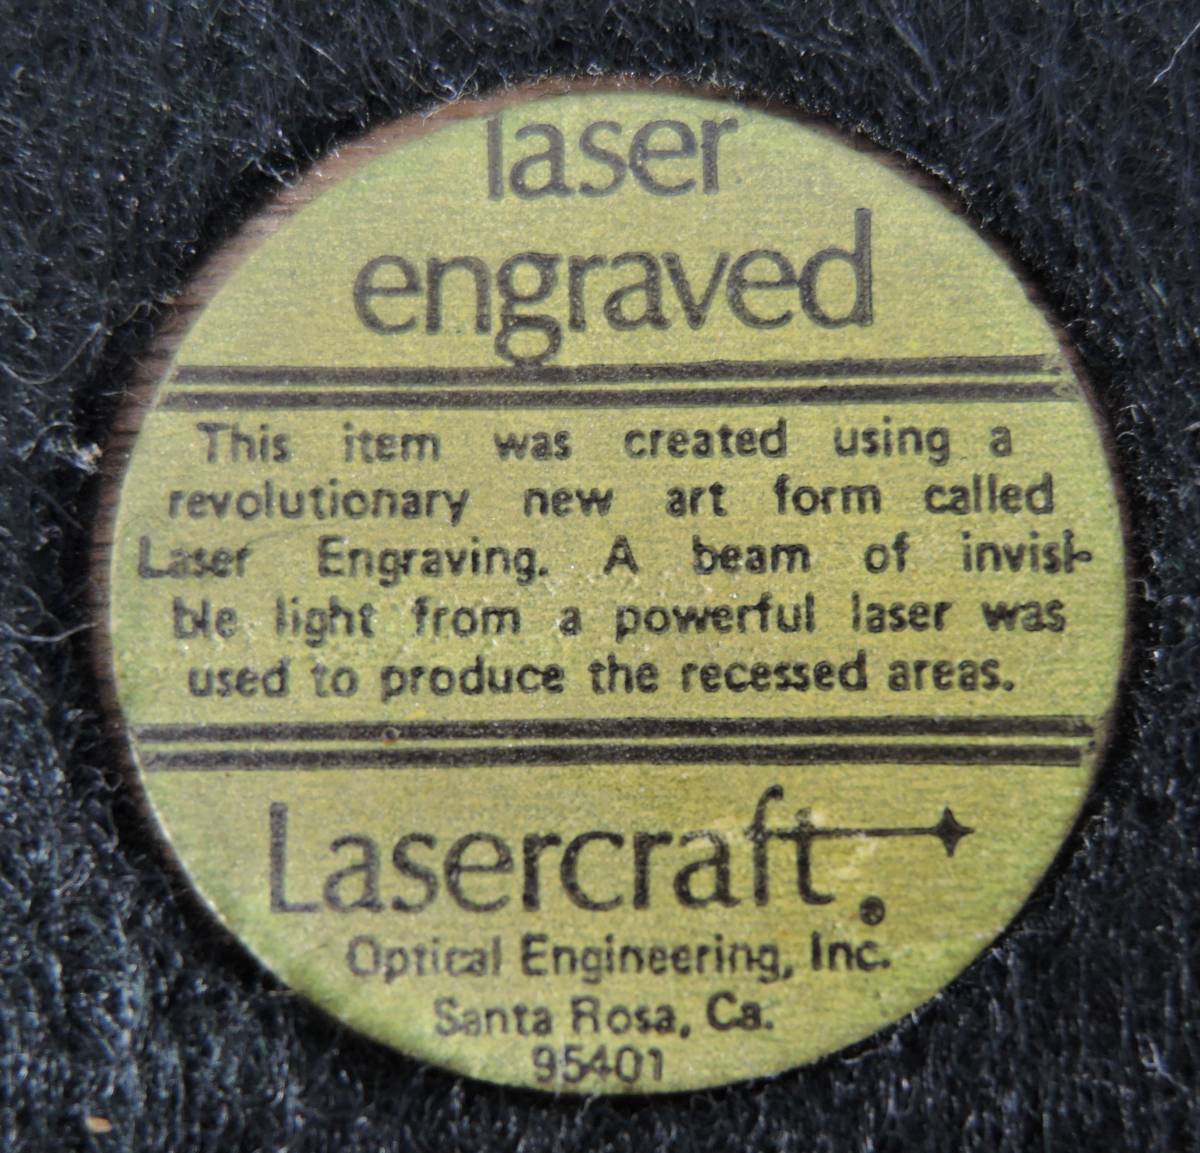 laser
engraved
This item was created using a
revolutionary new art form called
Laser Engraving. A beam of invisi-
ble light from a powerful laser was
used to produce the recessed areas.
Lasercraft®
Optical Engineering, Inc.
Santa Rosa, Ca.
95401